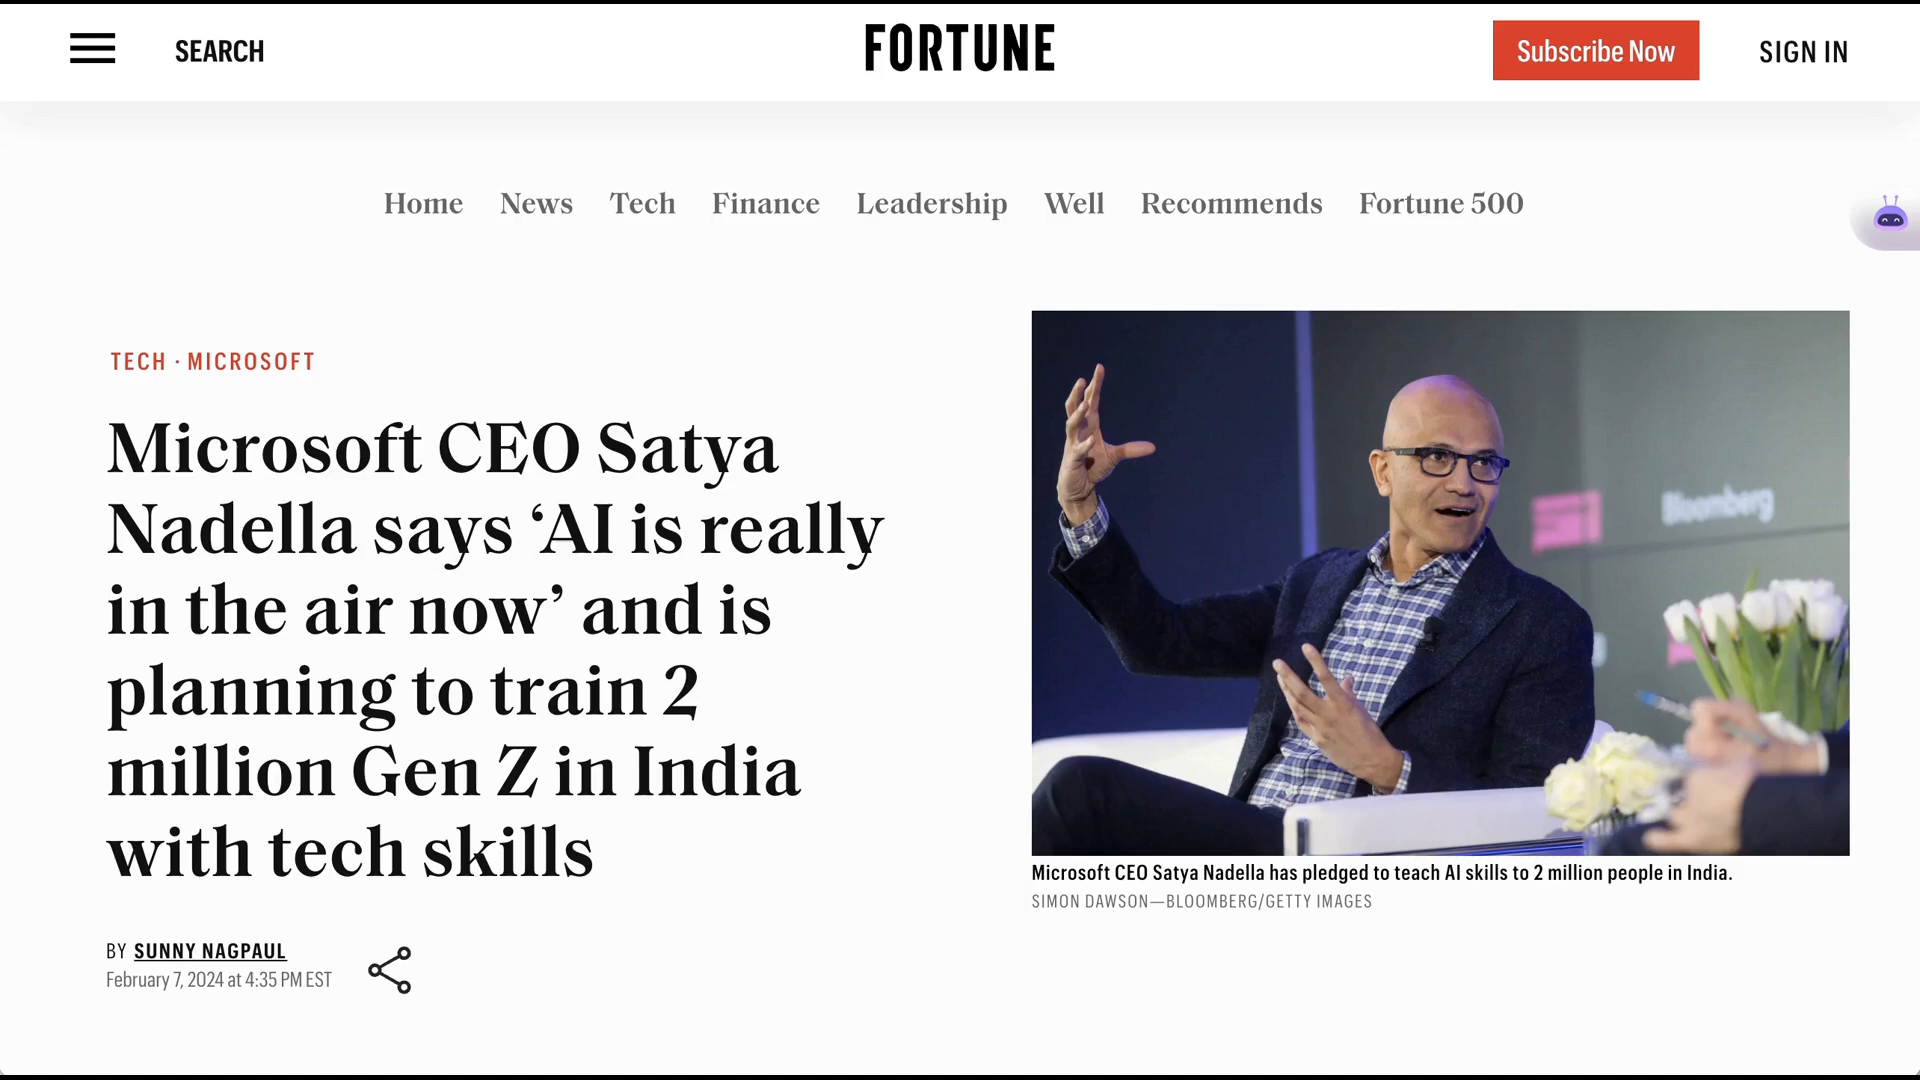 SEARCH
FORTUNE
Subscribe Now
SIGN IN
Home News Tech Finance Leadership Well Recommends Fortune 500
TECH · MICROSOFT
Microsoft CEO Satya
Nadella says ‘AI is really
in the air now’ and is
planning to train 2
million Gen Z in India
with tech skills
BY SUNNY NAGPAUL
February 7, 2024 at 4:35 PM EST
Bloomberg
Microsoft CEO Satya Nadella has pledged to teach AI skills to 2 million people in India.
SIMON DAWSON—BLOOMBERG/GETTY IMAGES